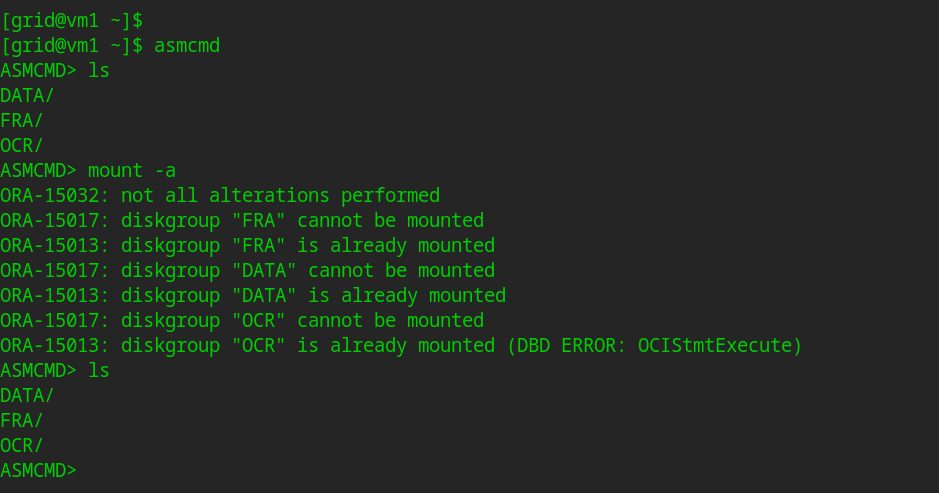 [grid@vm1 ~]$
[grid@vm1 ~]$ asmcmd
ASMCMD> ls
DATA/
FRA/
OCR/
ASMCMD> mount -a
ORA-15032: not all alterations performed
ORA-15017: diskgroup "FRA" cannot be mounted
ORA-15013: diskgroup "FRA" is already mounted
ORA-15017: diskgroup "DATA" cannot be mounted
ORA-15013: diskgroup "DATA" is already mounted
ORA-15017: diskgroup "OCR" cannot be mounted
ORA-15013: diskgroup "OCR" is already mounted (DBD ERROR: OCIStmtExecute)
ASMCMD> ls
DATA/
FRA/
OCR/
ASMCMD>